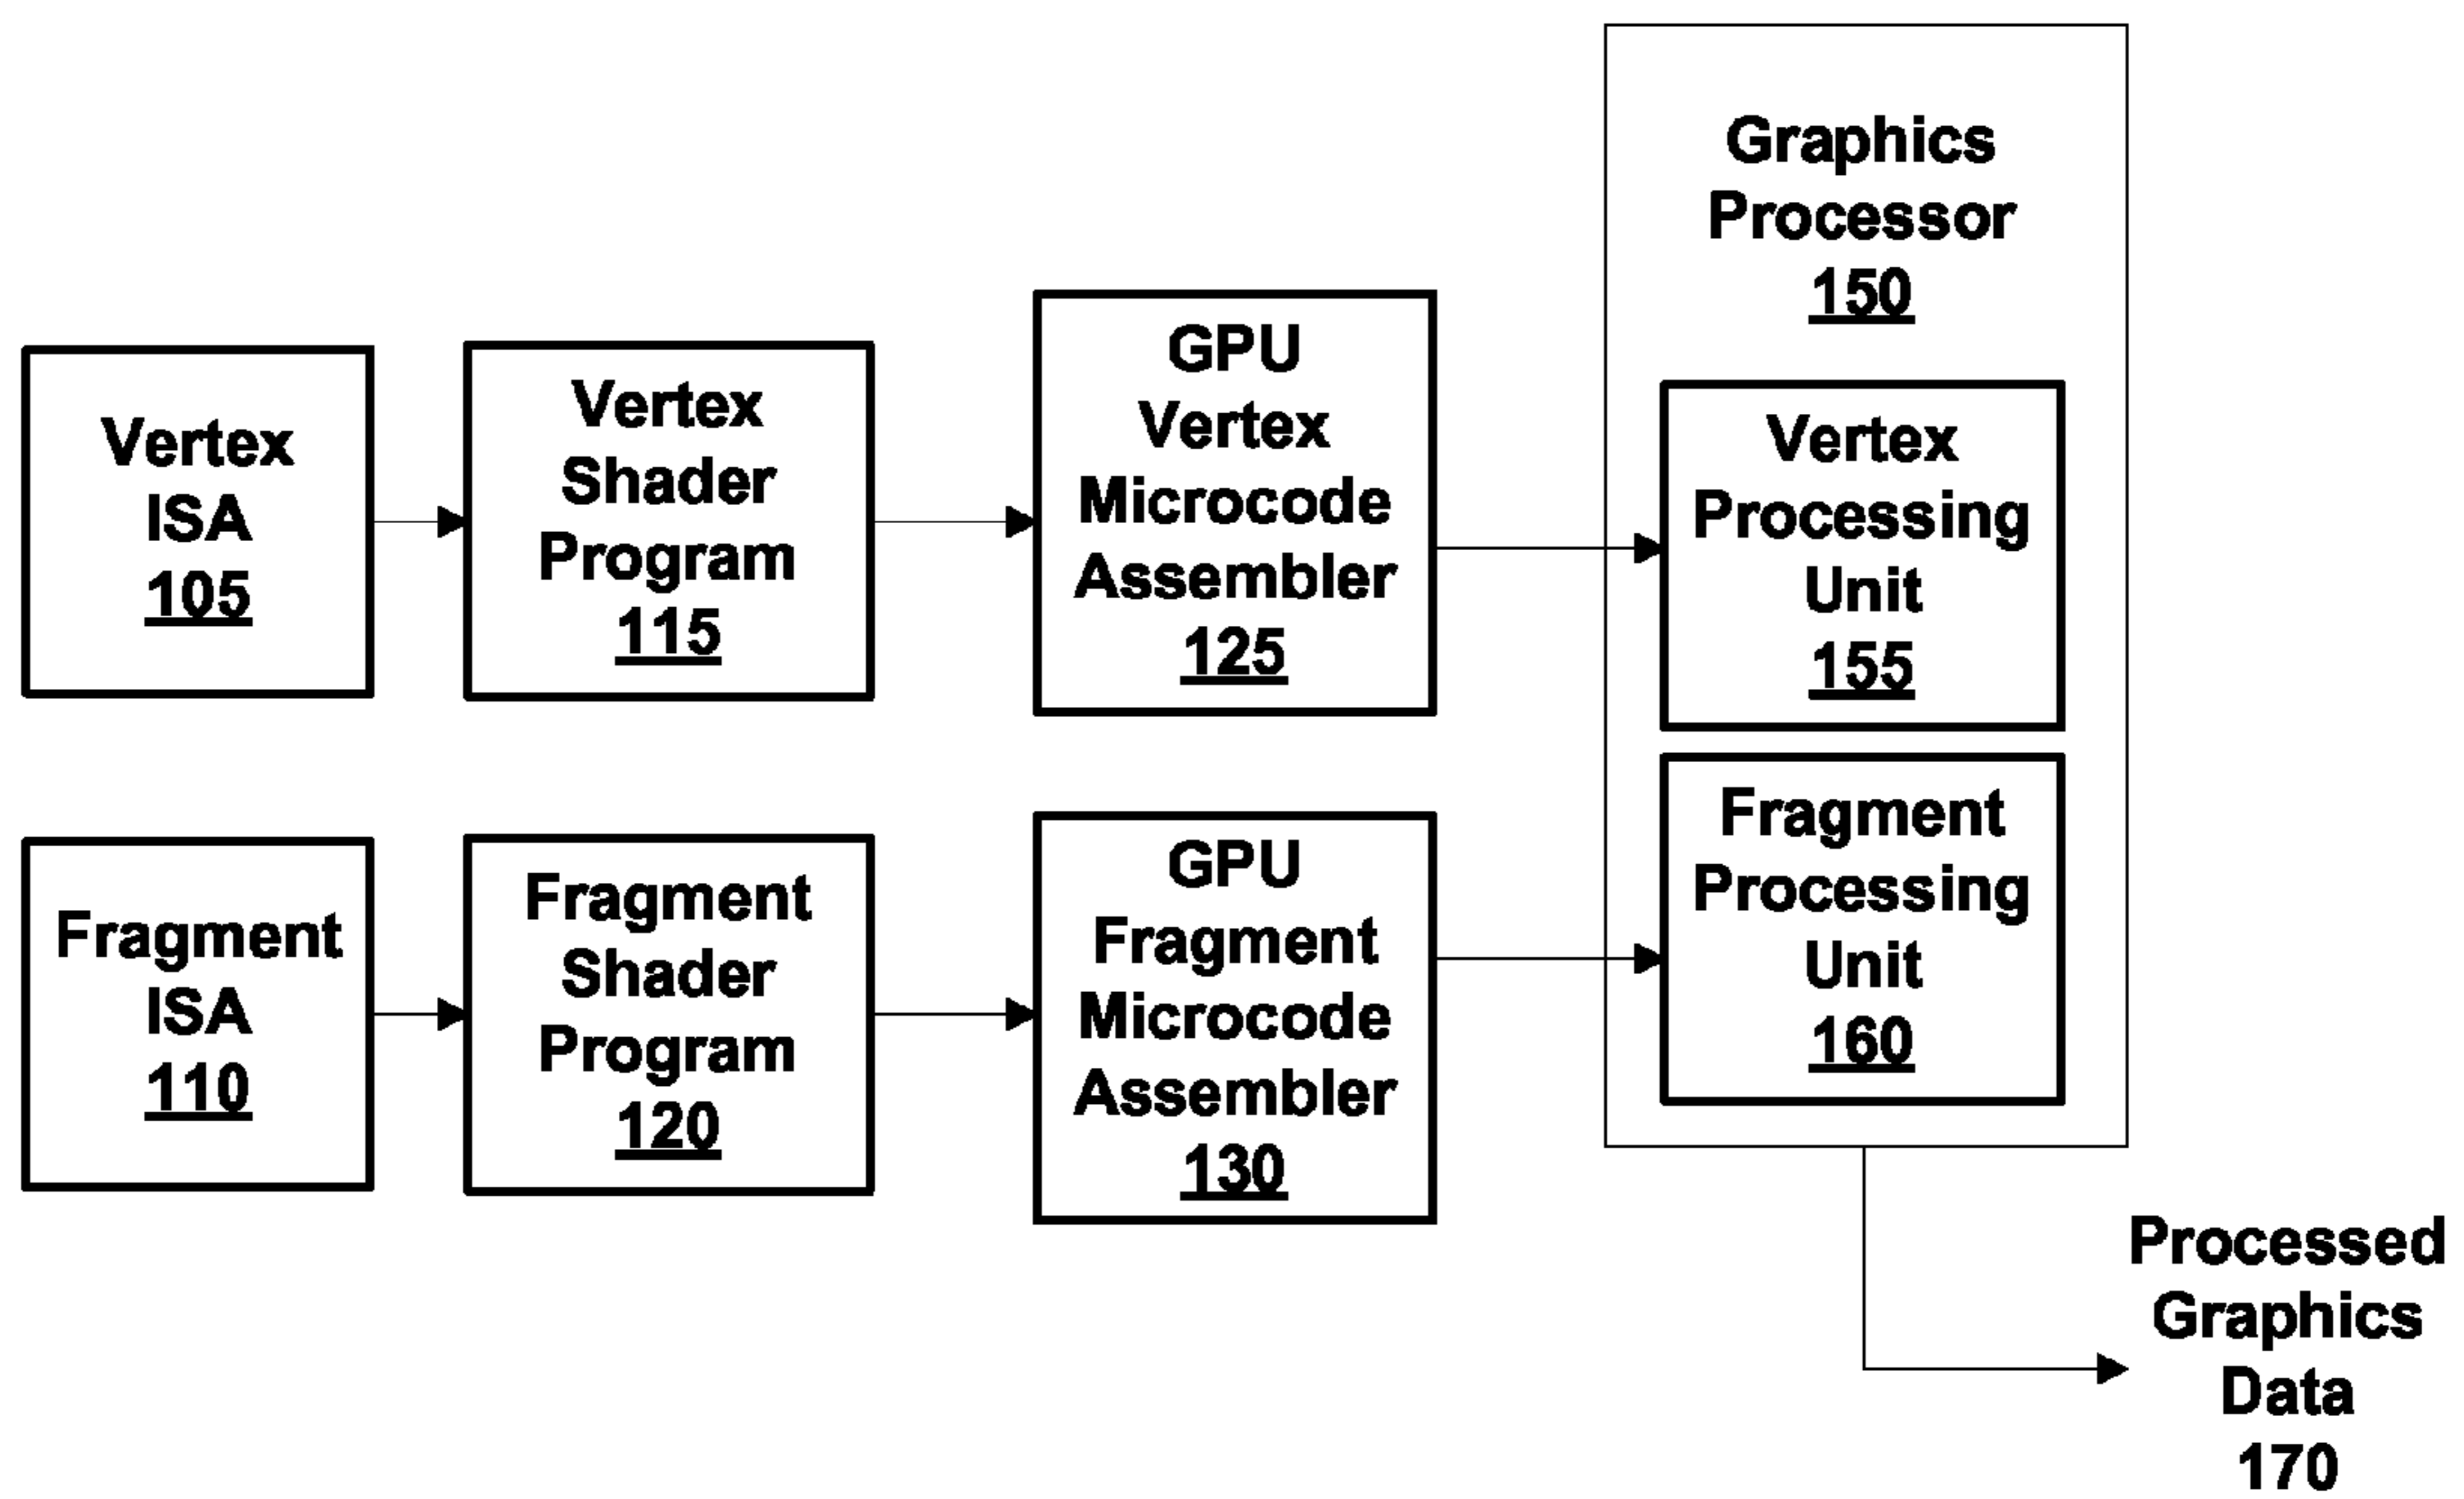 Vertex
ISA
105
Vertex
Shader
Program
115
GPU
Vertex
Microcode
Assembler
125
Graphics
Processor
150
Vertex
Processing
Unit
155
Fragment
ISA
110
Fragment
Shader
Program
120
GPU
Fragment
Microcode
Assembler
130
Fragment
Processing
Unit
160
Processed
Graphics
Data
170